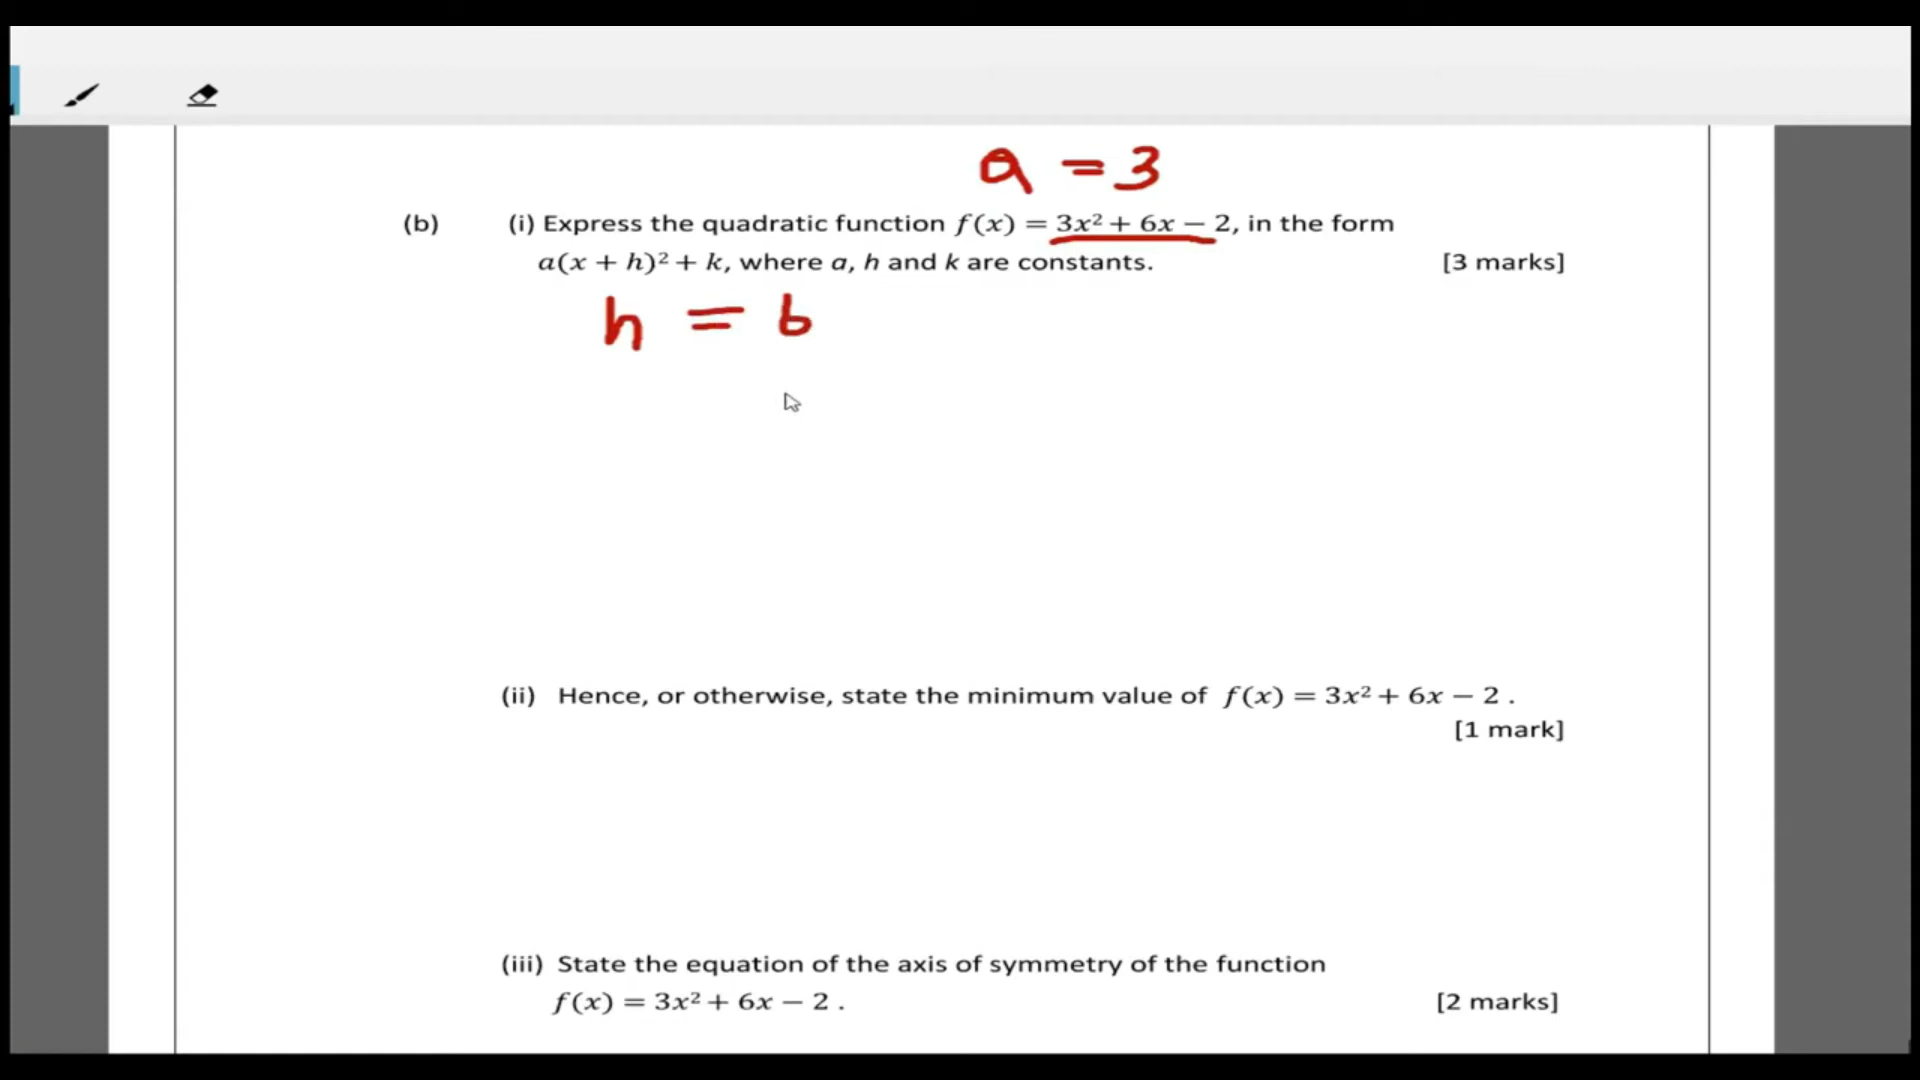 a = 3
(b) (i) Express the quadratic function f(x) = 3x² + 6x − 2, in the form
a(x + h)² + k, where a, h and k are constants. [3 marks]
h = b
(ii) Hence, or otherwise, state the minimum value of f(x) = 3x² + 6x − 2 .
[1 mark]
(iii) State the equation of the axis of symmetry of the function
f(x) = 3x² + 6x − 2 . [2 marks]